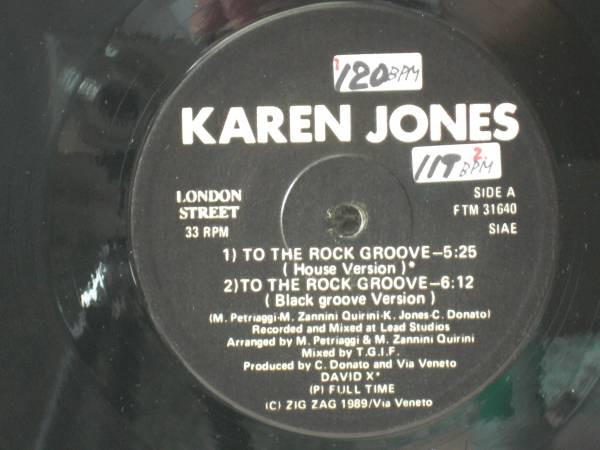 1 120 BPM
KAREN JONES
2. 117 BPM
LONDON
STREET
33 RPM
SIDE A
FTM 31640
SIAE
1) TO THE ROCK GROOVE—5:25
( House Version )*
2)TO THE ROCK GROOVE—6:12
( Black groove Version )
(M. Petriaggi-M. Zannini Quirini-K. Jones-C. Donato)
Recorded and Mixed at Lead Studios
Arranged by M. Petriaggi & M. Zannini Quirini
Mixed by T.G.I.F.
Produced by C. Donato and Via Veneto
DAVID X*
(P) FULL TIME
(C) ZIG ZAG 1989/Via Veneto